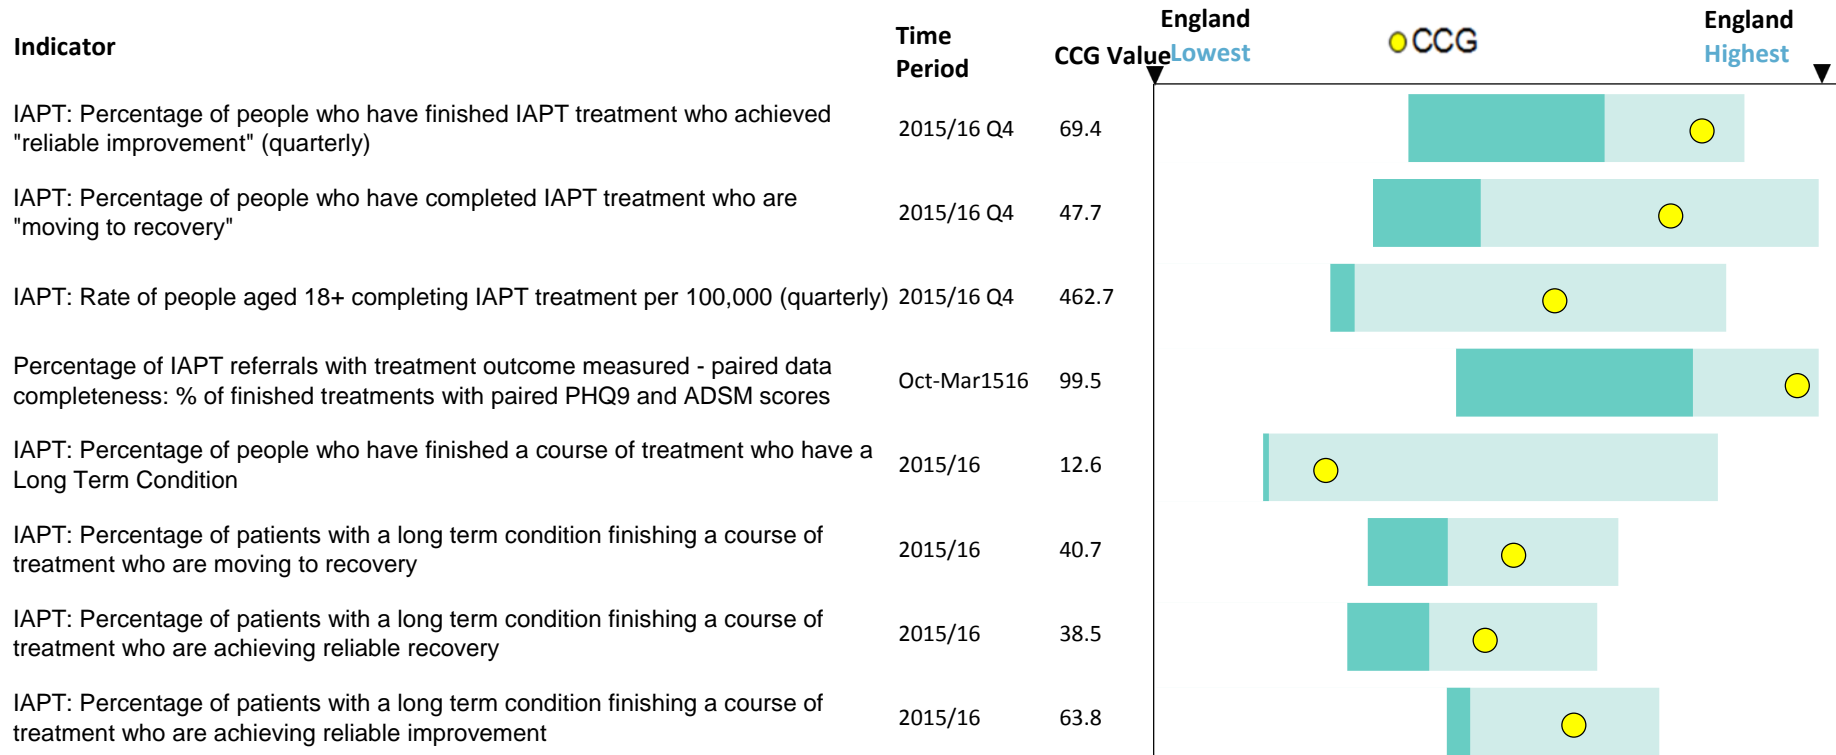 Indicator
Time
Period
CCG Value
England
Lowest
CCG
England
Highest
IAPT: Percentage of people who have finished IAPT treatment who achieved
"reliable improvement" (quarterly)
2015/16 Q4
69.4
IAPT: Percentage of people who have completed IAPT treatment who are
"moving to recovery"
2015/16 Q4
47.7
IAPT: Rate of people aged 18+ completing IAPT treatment per 100,000 (quarterly)
2015/16 Q4
462.7
Percentage of IAPT referrals with treatment outcome measured - paired data
completeness: % of finished treatments with paired PHQ9 and ADSM scores
Oct-Mar1516
99.5
IAPT: Percentage of people who have finished a course of treatment who have a
Long Term Condition
2015/16
12.6
IAPT: Percentage of patients with a long term condition finishing a course of
treatment who are moving to recovery
2015/16
40.7
IAPT: Percentage of patients with a long term condition finishing a course of
treatment who are achieving reliable recovery
2015/16
38.5
IAPT: Percentage of patients with a long term condition finishing a course of
treatment who are achieving reliable improvement
2015/16
63.8